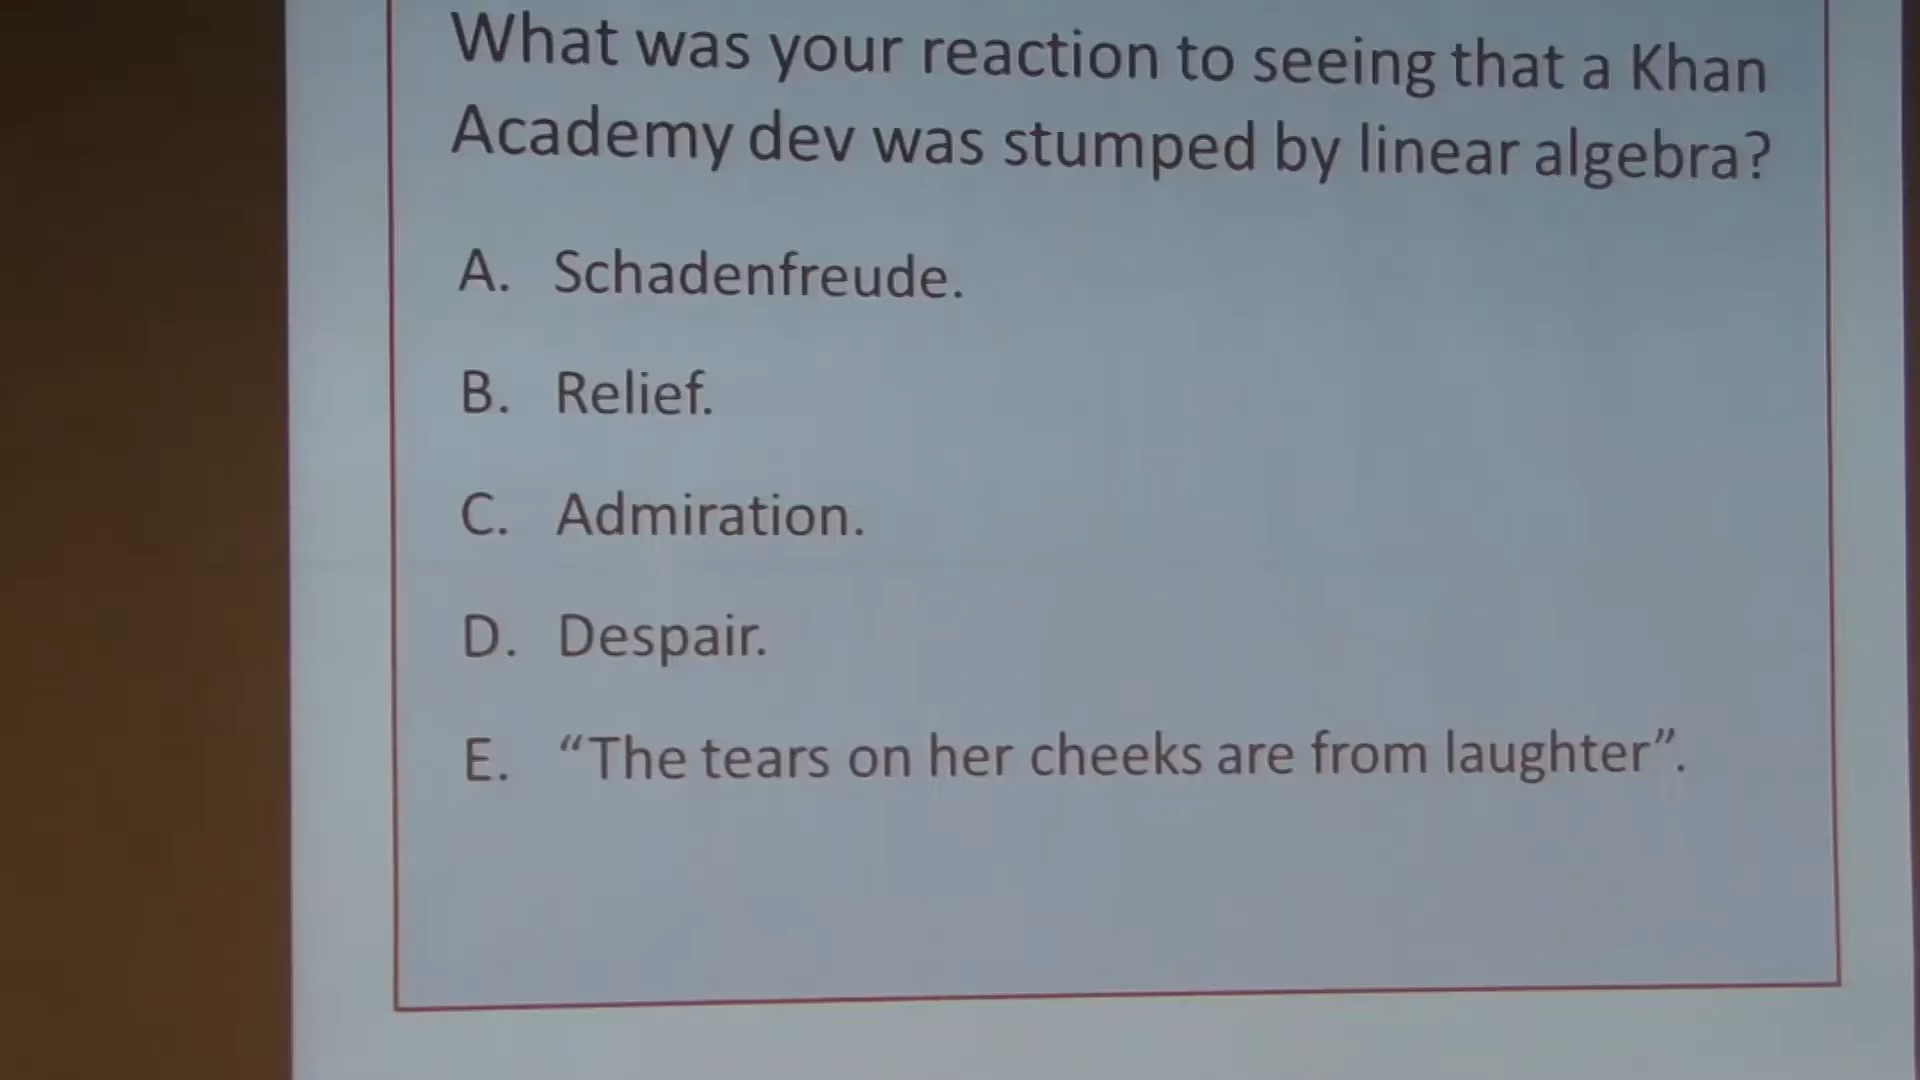 What was your reaction to seeing that a Khan
Academy dev was stumped by linear algebra?
A. Schadenfreude.
B. Relief.
C. Admiration.
D. Despair.
E. “The tears on her cheeks are from laughter”.